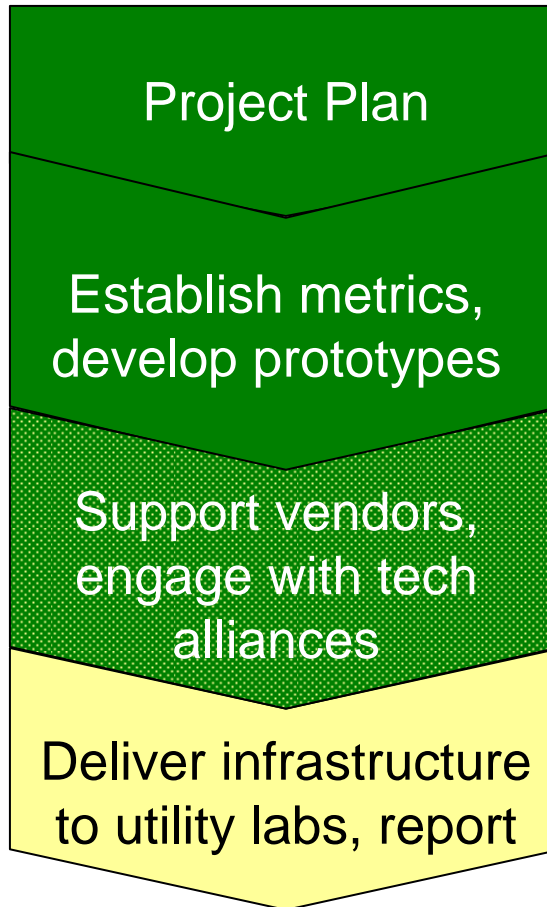 Project Plan
Establish metrics,
develop prototypes
Support vendors,
engage with tech
alliances
Deliver infrastructure
to utility labs, report